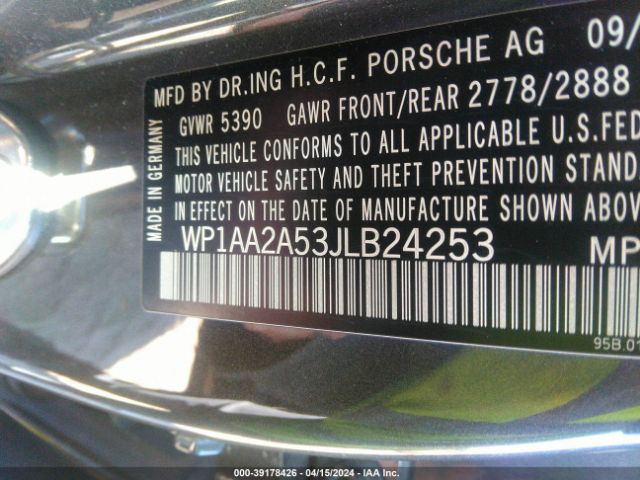 MFD BY DR.ING H.C.F. PORSCHE AG 09/
GVWR 5390 GAWR FRONT/REAR 2778/2888
THIS VEHICLE CONFORMS TO ALL APPLICABLE U.S.FED
MOTOR VEHICLE SAFETY AND THEFT PREVENTION STAND
IN EFFECT ON THE DATE OF MANUFACTURE SHOWN ABOV
WP1AA2A53JLB24253 MP
MADE IN GERMANY
95B.01
000-39178426 - 04/15/2024 - IAA Inc.